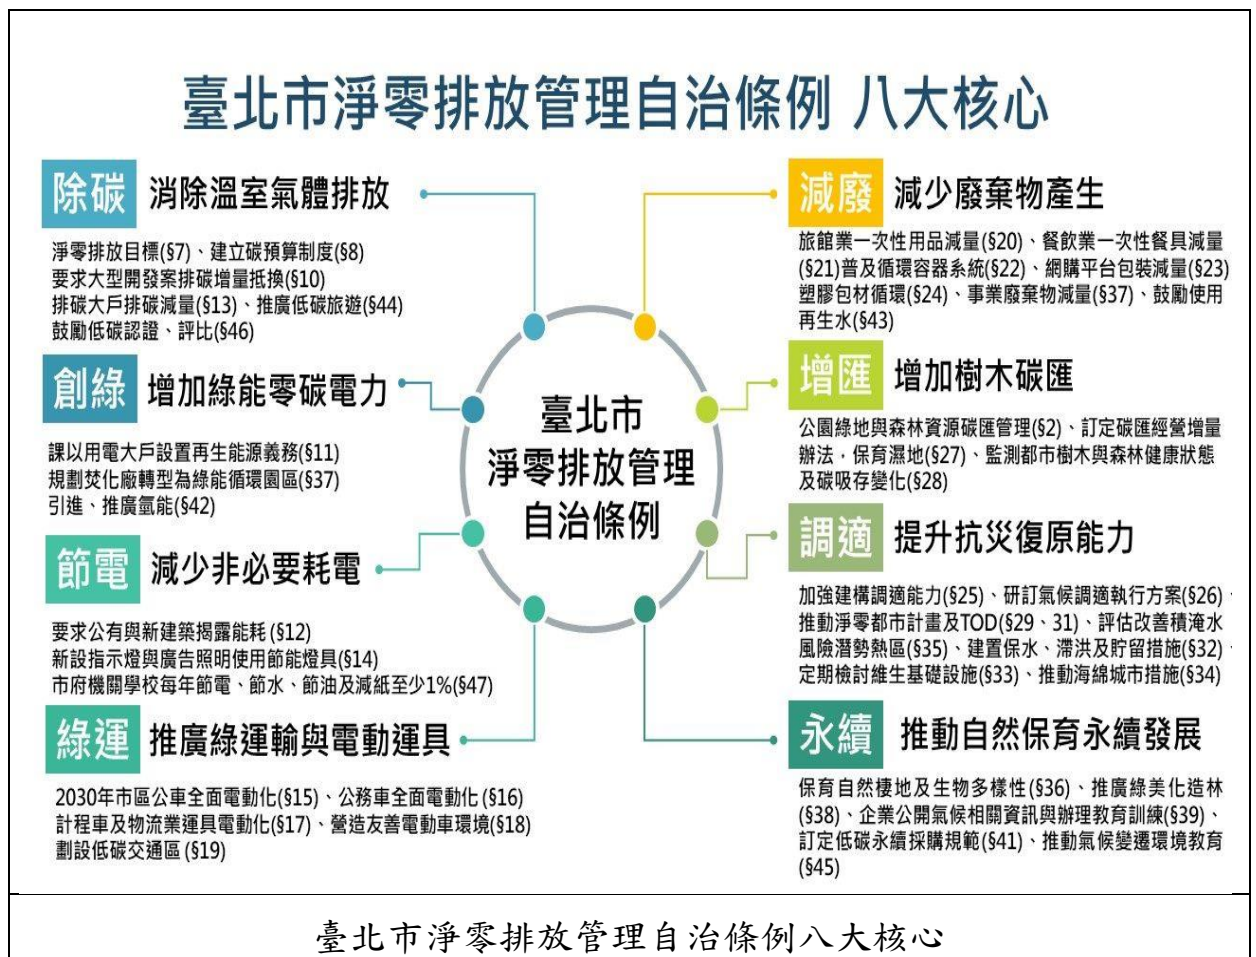 臺北市淨零排放管理自治條例 八大核心
除碳 消除溫室氣體排放
淨零排放目標(§7)、建立碳預算制度(§8)
要求大型開發案排碳增量抵換(§10)
排碳大戶排碳減量(§13)、推廣低碳旅遊(§44)
鼓勵低碳認證、評比(§46)
創綠 增加綠能零碳電力
課以用電大戶設置再生能源義務(§11)
規劃焚化廠轉型為綠能循環園區(§37)
引進、推廣氫能(§42)
節電 減少非必要耗電
要求公有與新建築揭露能耗(§12)
新設指示燈與廣告照明使用節能燈具(§14)
市府機關學校每年節電、節水、節油及減紙至少1%(§47)
綠運 推廣綠運輸與電動運具
2030年市區公車全面電動化(§15)、公務車全面電動化(§16)
計程車及物流業運具電動化(§17)、營造友善電動車環境(§18)
劃設低碳交通區(§19)
臺北市
淨零排放管理
自治條例
減廢 減少廢棄物產生
旅館業一次性用品減量(§20)、餐飲業一次性餐具減量
(§21)普及循環容器系統(§22)、網購平台包裝減量(§23)
塑膠包材循環(§24)、事業廢棄物減量(§37)、鼓勵使用
再生水(§43)
增匯 增加樹木碳匯
公園綠地與森林資源碳匯管理(§2)、訂定碳匯經營增量
辦法，保育濕地(§27)、監測都市樹木與森林健康狀態
及碳吸存變化(§28)
調適 提升抗災復原能力
加強建構調適能力(§25)、研訂氣候調適執行方案(§26)、
推動淨零都市計畫及TOD(§29、31)、評估改善積淹水
風險潛勢熱區(§35)、建置保水、滯洪及貯留措施(§32)、
定期檢討維生基礎設施(§33)、推動海綿城市措施(§34)
永續 推動自然保育永續發展
保育自然棲地及生物多樣性(§36)、推廣綠美化造林
(§38)、企業公開氣候相關資訊與辦理教育訓練(§39)、
訂定低碳永續採購規範(§41)、推動氣候變遷環境教育
(§45)
臺北市淨零排放管理自治條例八大核心